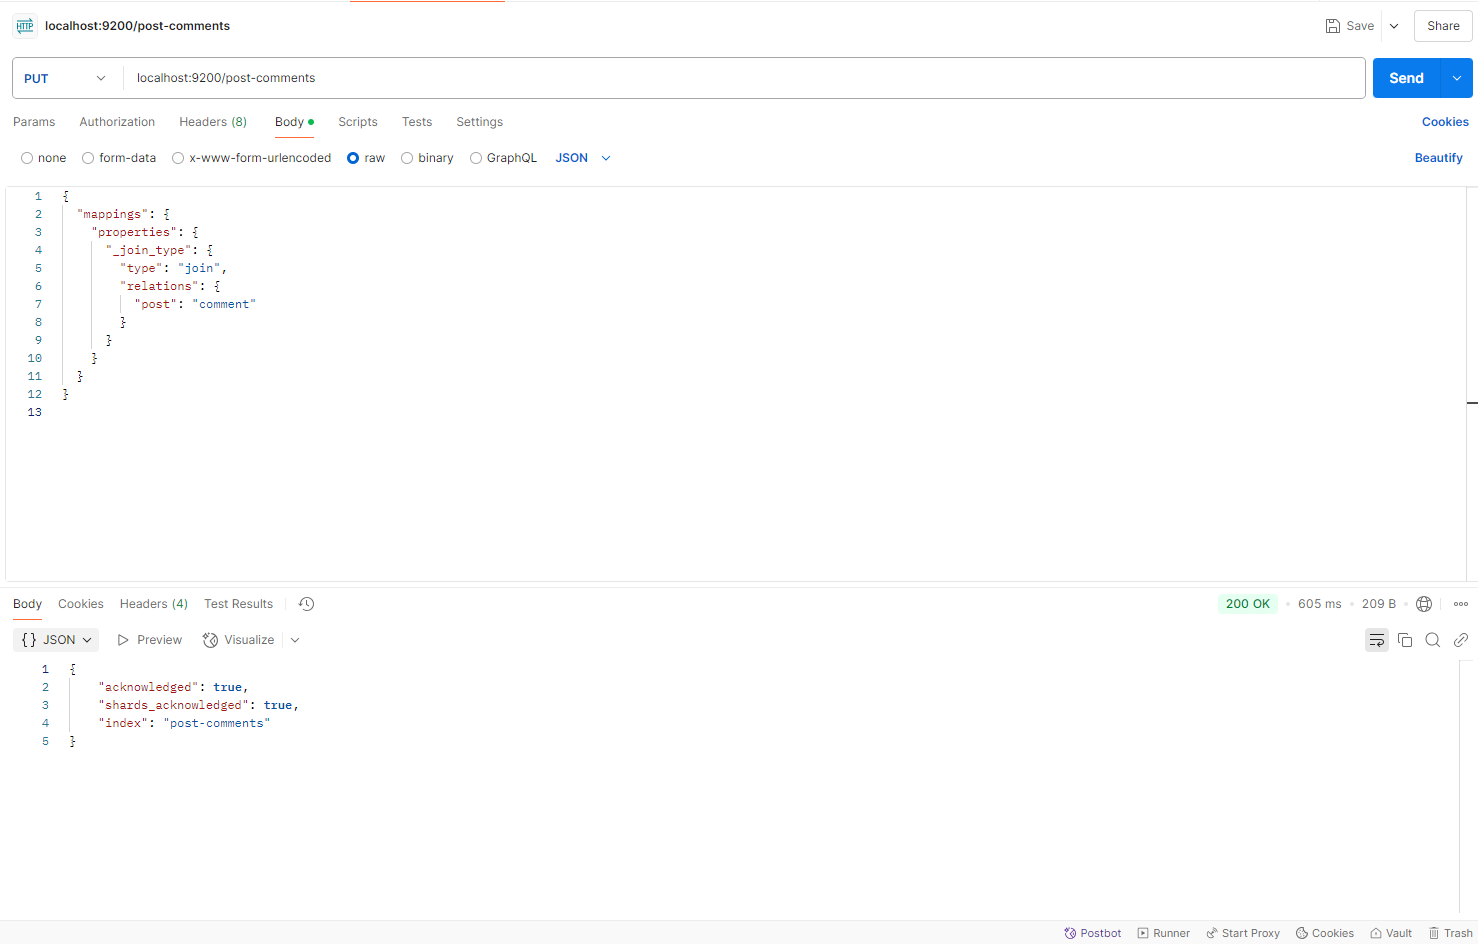 HTTP localhost:9200/post-comments Save Share
PUT localhost:9200/post-comments Send
Params Authorization Headers (8) Body Scripts Tests Settings Cookies
none form-data x-www-form-urlencoded raw binary GraphQL JSON Beautify
1 {
2 "mappings": {
3 "properties": {
4 "_join_type": {
5 "type": "join",
6 "relations": {
7 "post": "comment"
8 }
9 }
10 }
11 }
12 }
13
Body Cookies Headers (4) Test Results 200 OK 605 ms 209 B
{} JSON Preview Visualize
1 {
2 "acknowledged": true,
3 "shards_acknowledged": true,
4 "index": "post-comments"
5 }
Postbot Runner Start Proxy Cookies Vault Trash